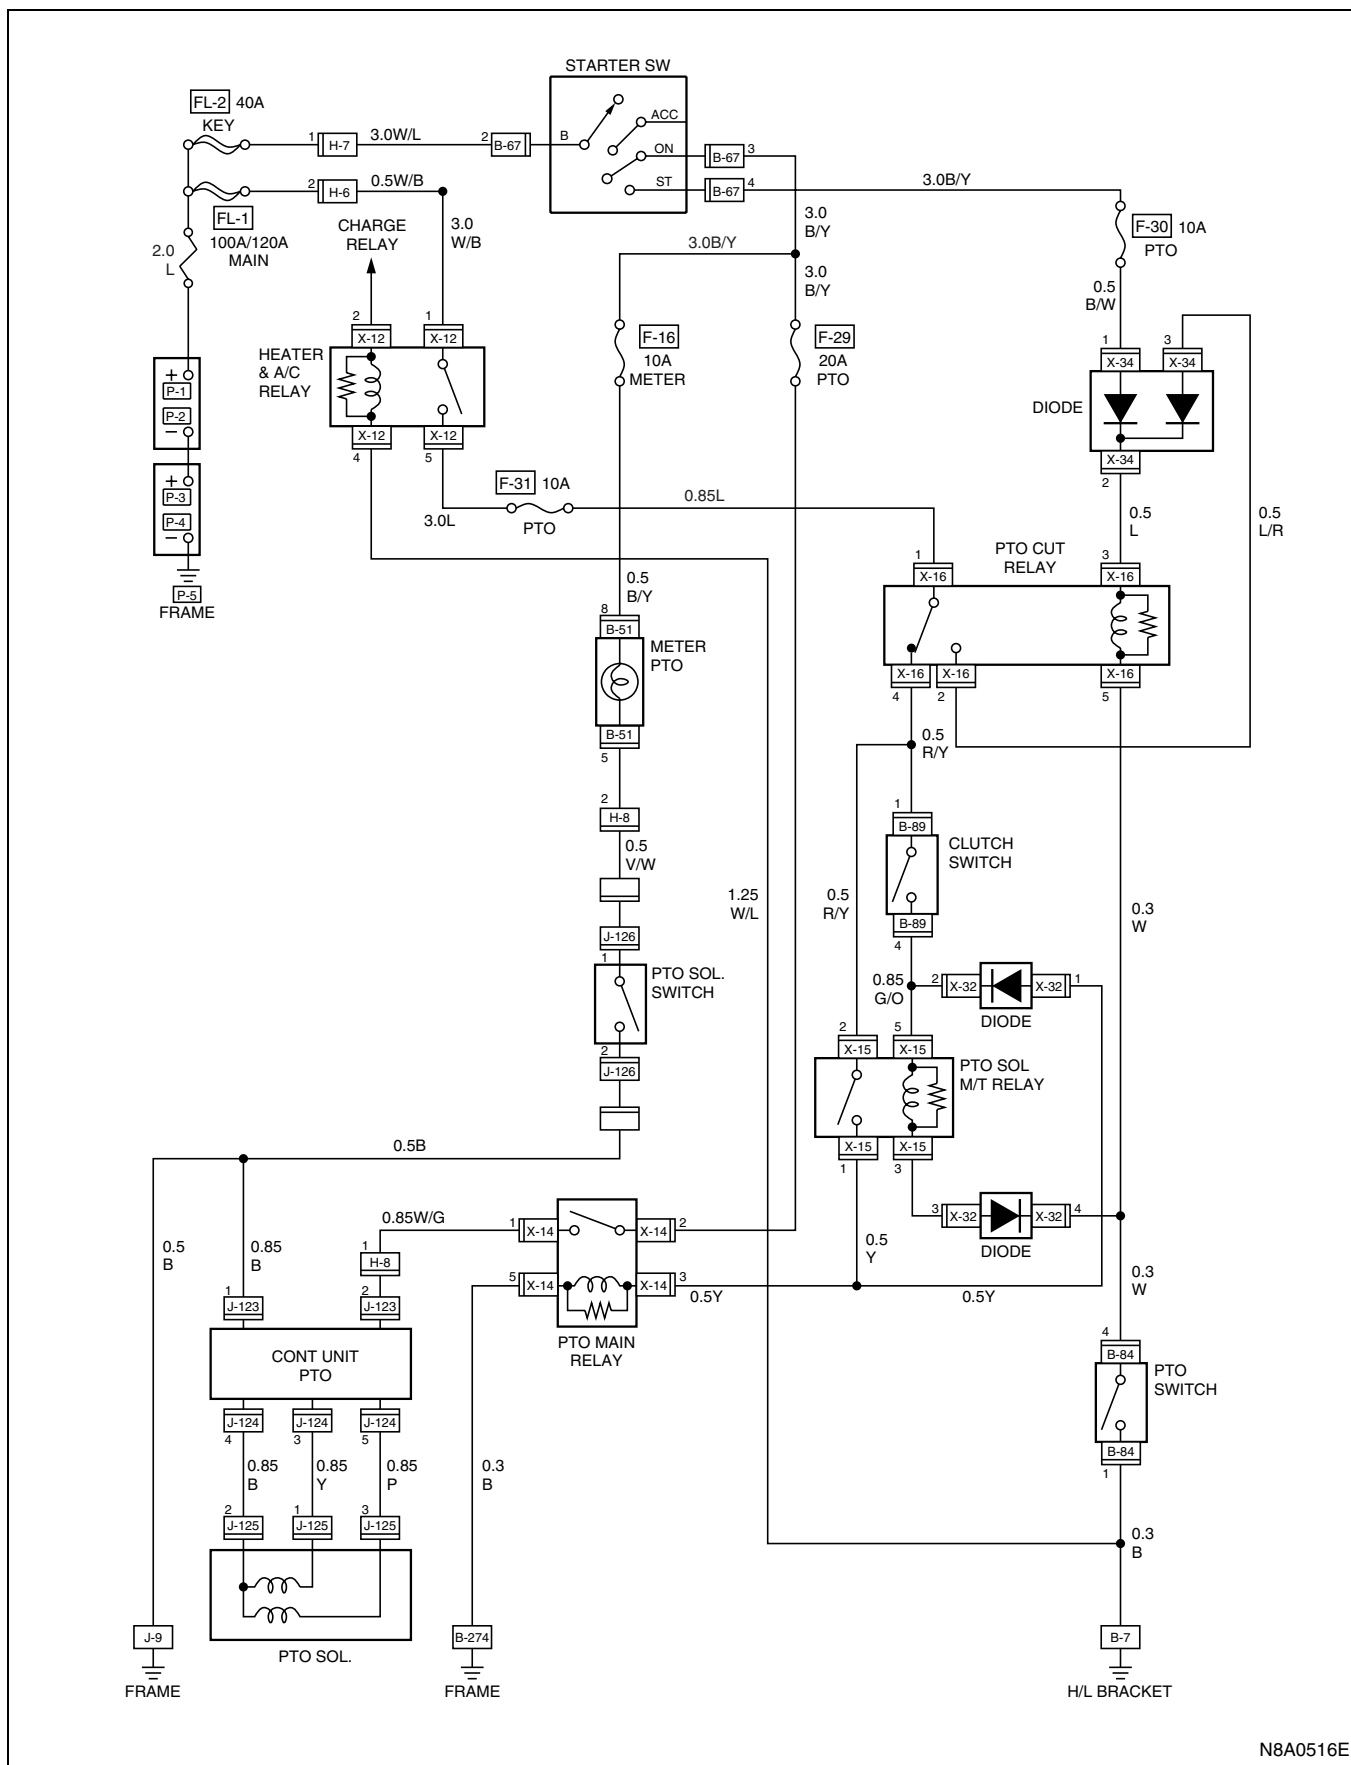 STARTER SW
FL-2 40A
KEY
1 H-7 3.0W/L 2 B-67 B
ACC
ON B-67 3
ST B-67 4 3.0B/Y
2 H-6 0.5W/B
FL-1
100A/120A
MAIN
2.0
L
CHARGE
RELAY
3.0
W/B
3.0B/Y
3.0
B/Y
3.0
B/Y
F-30 10A
PTO
0.5
B/W
2 1
X-12 X-12
HEATER
& A/C
RELAY
X-12 X-12
4 5
F-16
10A
METER
F-29
20A
PTO
1 3
X-34 X-34
DIODE
X-34
2
0.5
L
0.5
L/R
+
P-1
P-2
−
+
P-3
P-4
−
P-5
FRAME
F-31 10A
PTO
3.0L
0.85L
0.5
B/Y
PTO CUT
RELAY
1 3
X-16 X-16
X-16 X-16 X-16
4 2 5
8
B-51
METER
PTO
B-51
5
0.5
R/Y
2
H-8
0.5
V/W
1
B-89
CLUTCH
SWITCH
B-89
4
1.25
W/L
0.5
R/Y
0.3
W
J-126
1
PTO SOL.
SWITCH
2
J-126
0.85
G/O
2 X-32 X-32 1
DIODE
2 5
X-15 X-15
PTO SOL
M/T RELAY
X-15 X-15
1 3
0.5B
3 X-32 X-32 4
DIODE
0.85W/G
1 X-14 X-14 2
5 X-14 X-14 3
PTO MAIN
RELAY
0.5Y
0.5
Y
0.5Y
0.3
W
0.5
B
0.85
B
1
H-8
1 2
J-123 J-123
CONT UNIT
PTO
J-124 J-124 J-124
4 3 5
0.85
B
0.85
Y
0.85
P
0.3
B
2 1 3
J-125 J-125 J-125
PTO SOL.
4
B-84
PTO
SWITCH
B-84
1
0.3
B
J-9
FRAME
B-274
FRAME
B-7
H/L BRACKET
N8A0516E